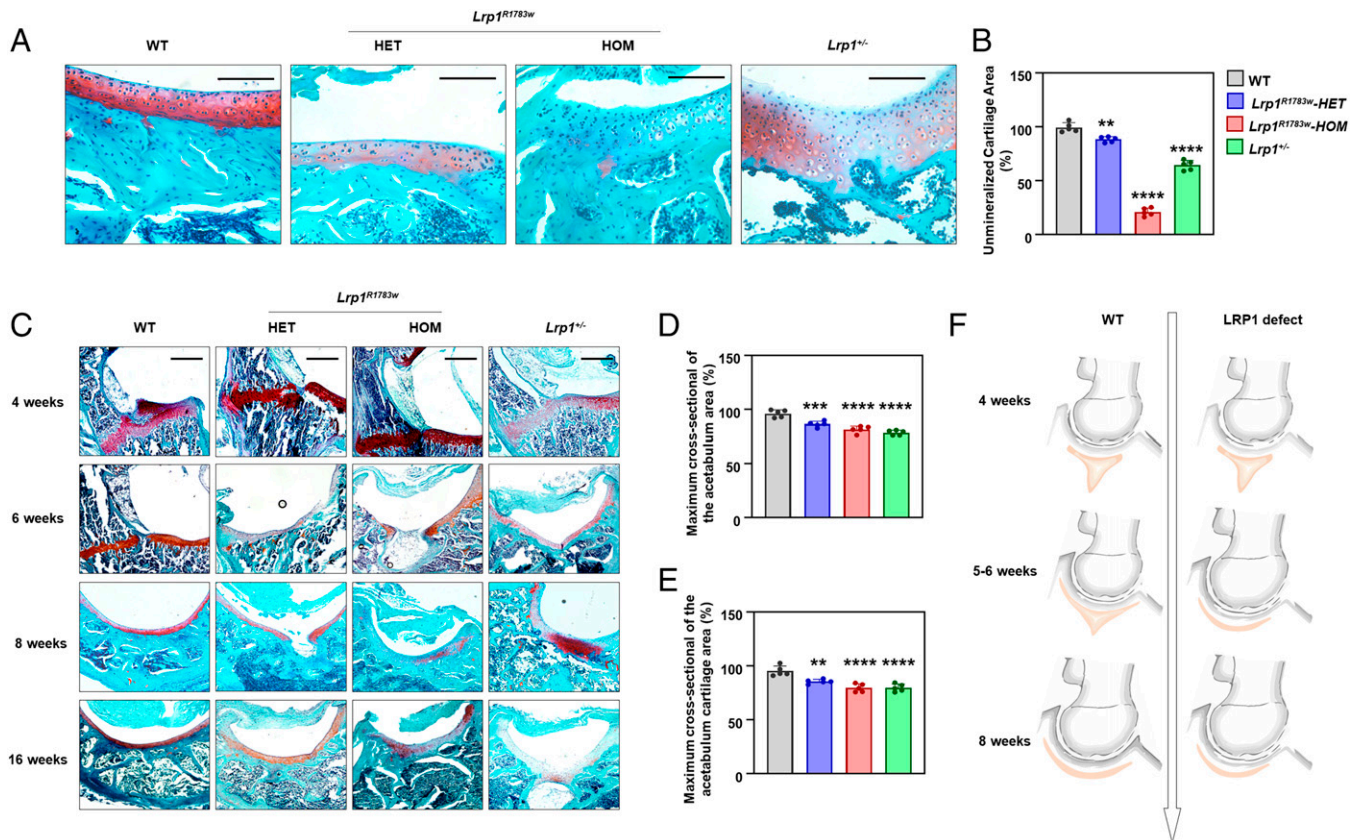 A
Lrp1R1783w
WT
HET
HOM
Lrp1+/-
B
Unmineralized Cartilage Area
(%)
150
100
50
0
**
****
****
WT
Lrp1R1783w-HET
Lrp1R1783w-HOM
Lrp1+/-
C
Lrp1R1783w
WT
HET
HOM
Lrp1+/-
4 weeks
6 weeks
8 weeks
16 weeks
D
Maximum cross-sectional of
the acetabulum area (%)
150
100
50
0
***
****
****
E
Maximum cross-sectional of the
acetabulum cartilage area (%)
150
100
50
0
**
****
****
F
WT
LRP1 defect
4 weeks
5-6 weeks
8 weeks